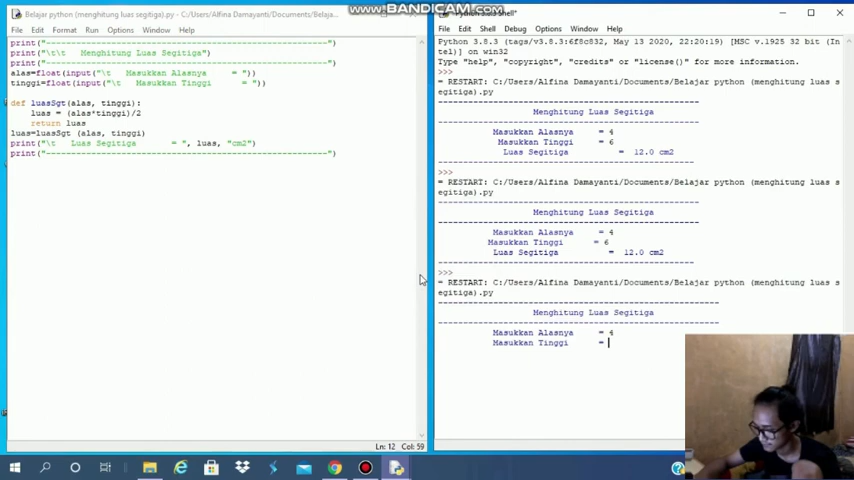 www.BANDICAM.com
Belajar python (menghitung luas segitiga).py - C:/Users/Alfina Damayanti/Documents/Belaja...
File Edit Format Run Options Window Help
print("--------------------------------------------------------")
print("\t\t   Menghitung Luas Segitiga")
print("--------------------------------------------------------")
alas=float(input("\t   Masukkan Alasnya     = "))
tinggi=float(input("\t   Masukkan Tinggi      = "))
def luasSgt(alas, tinggi):
    luas = (alas*tinggi)/2
    return luas
luas=luasSgt (alas, tinggi)
print("\t   Luas Segitiga       = ", luas, "cm2")
print("--------------------------------------------------------")
Ln: 12 Col: 59
Shell*
File Edit Shell Debug Options Window Help
Python 3.8.3 (tags/v3.8.3:6f8c832, May 13 2020, 22:20:19) [MSC v.1925 32 bit (In
tel)] on win32
Type "help", "copyright", "credits" or "license()" for more information.
>>>
= RESTART: C:/Users/Alfina Damayanti/Documents/Belajar python (menghitung luas s
egitiga).py
----------------------------------------------------
Menghitung Luas Segitiga
----------------------------------------------------
Masukkan Alasnya     = 4
Masukkan Tinggi      = 6
Luas Segitiga         =  12.0 cm2
---------------------------------------------------
>>>
= RESTART: C:/Users/Alfina Damayanti/Documents/Belajar python (menghitung luas s
egitiga).py
----------------------------------------------------
Menghitung Luas Segitiga
----------------------------------------------------
Masukkan Alasnya     = 4
Masukkan Tinggi       = 6
Luas Segitiga         =  12.0 cm2
---------------------------------------------------
>>>
= RESTART: C:/Users/Alfina Damayanti/Documents/Belajar python (menghitung luas s
egitiga).py
--------------------------------------------------------
Menghitung Luas Segitiga
--------------------------------------------------------
Masukkan Alasnya     = 4
Masukkan Tinggi      =